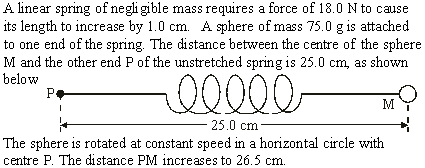 A linear spring of negligible mass requires a force of 18.0 N to cause
its length to increase by 1.0 cm. A sphere of mass 75.0 g is attached
to one end of the spring. The distance between the centre of the sphere
M and the other end P of the unstretched spring is 25.0 cm, as shown
below
P
M
25.0 cm
The sphere is rotated at constant speed in a horizontal circle with
centre P. The distance PM increases to 26.5 cm.